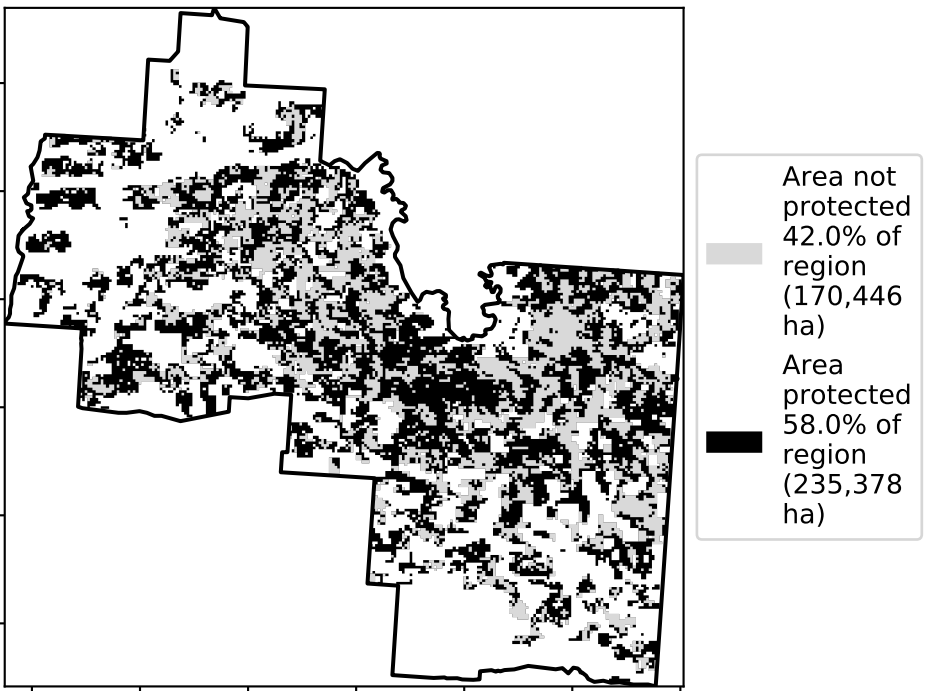 Area not
protected
42.0% of
region
(170,446
ha)
Area
protected
58.0% of
region
(235,378
ha)